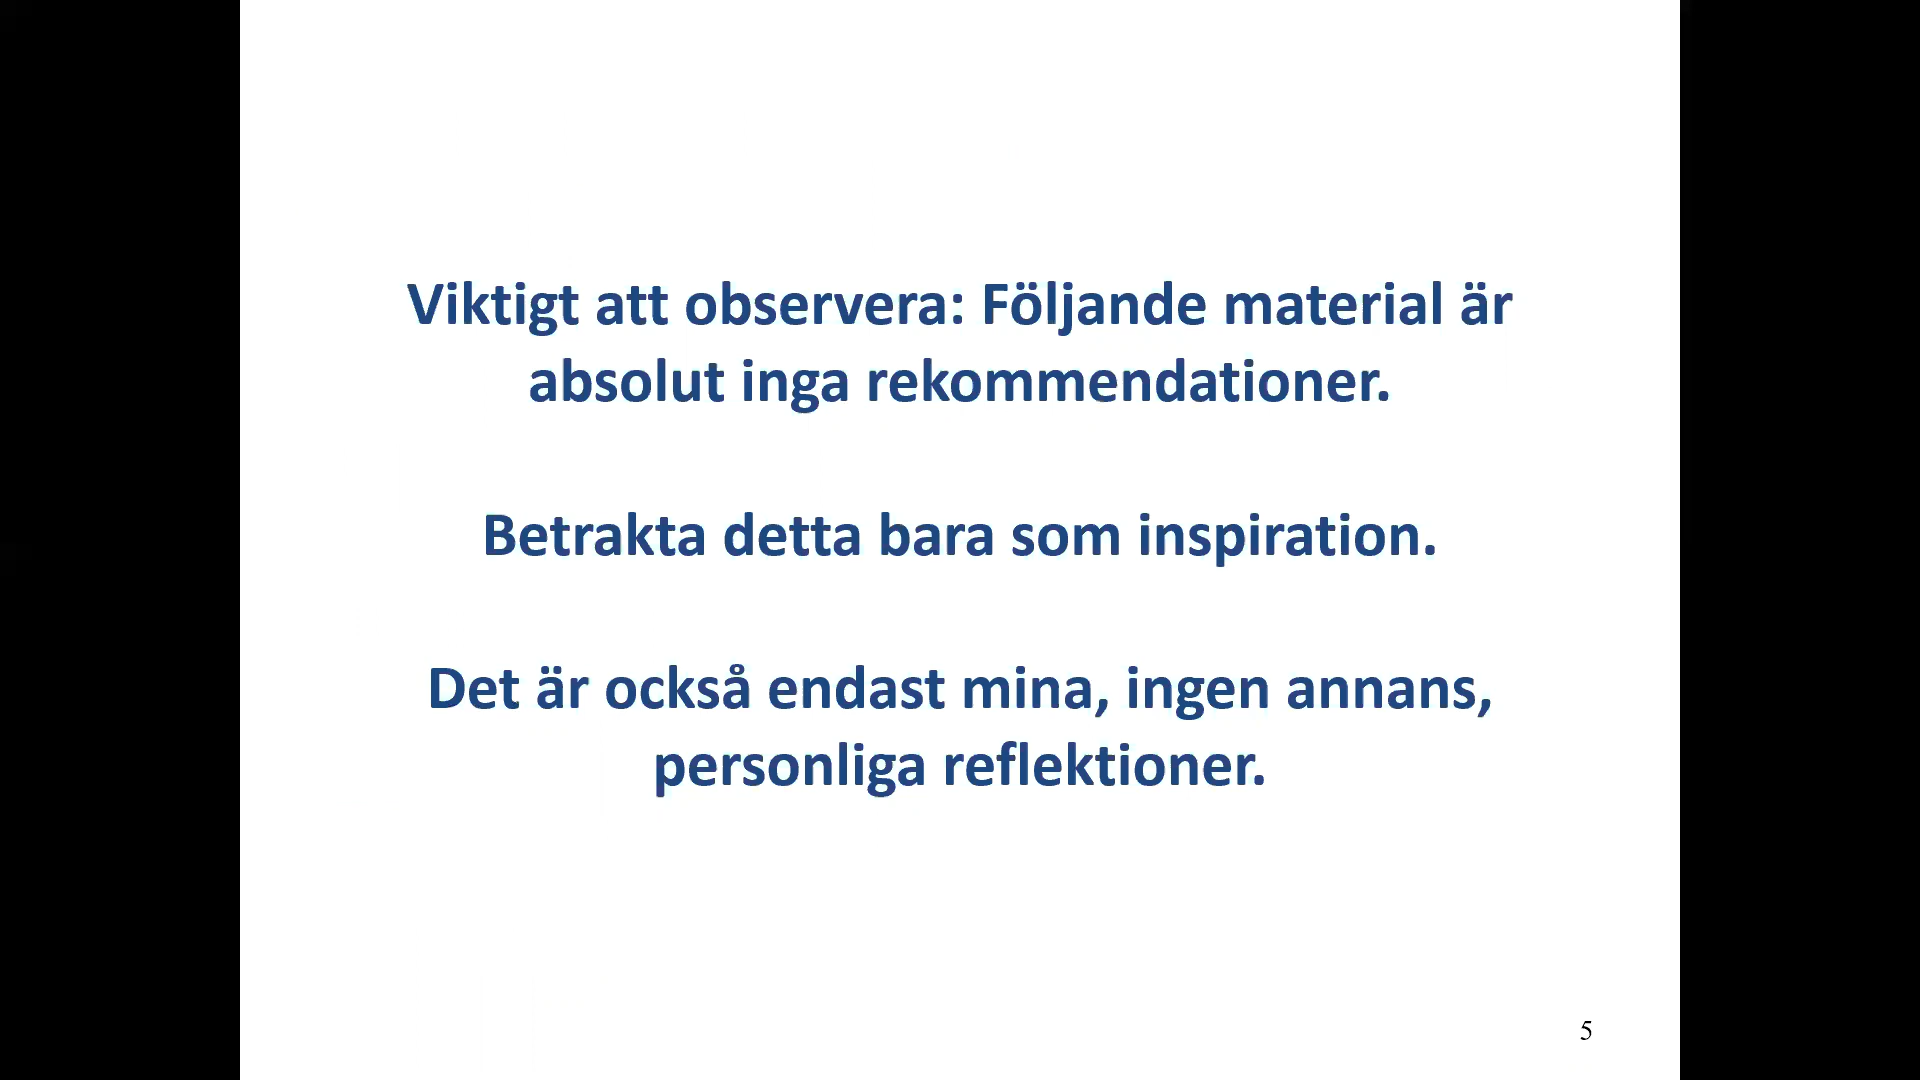 Viktigt att observera: Följande material är
absolut inga rekommendationer.
Betrakta detta bara som inspiration.
Det är också endast mina, ingen annans,
personliga reflektioner.
5